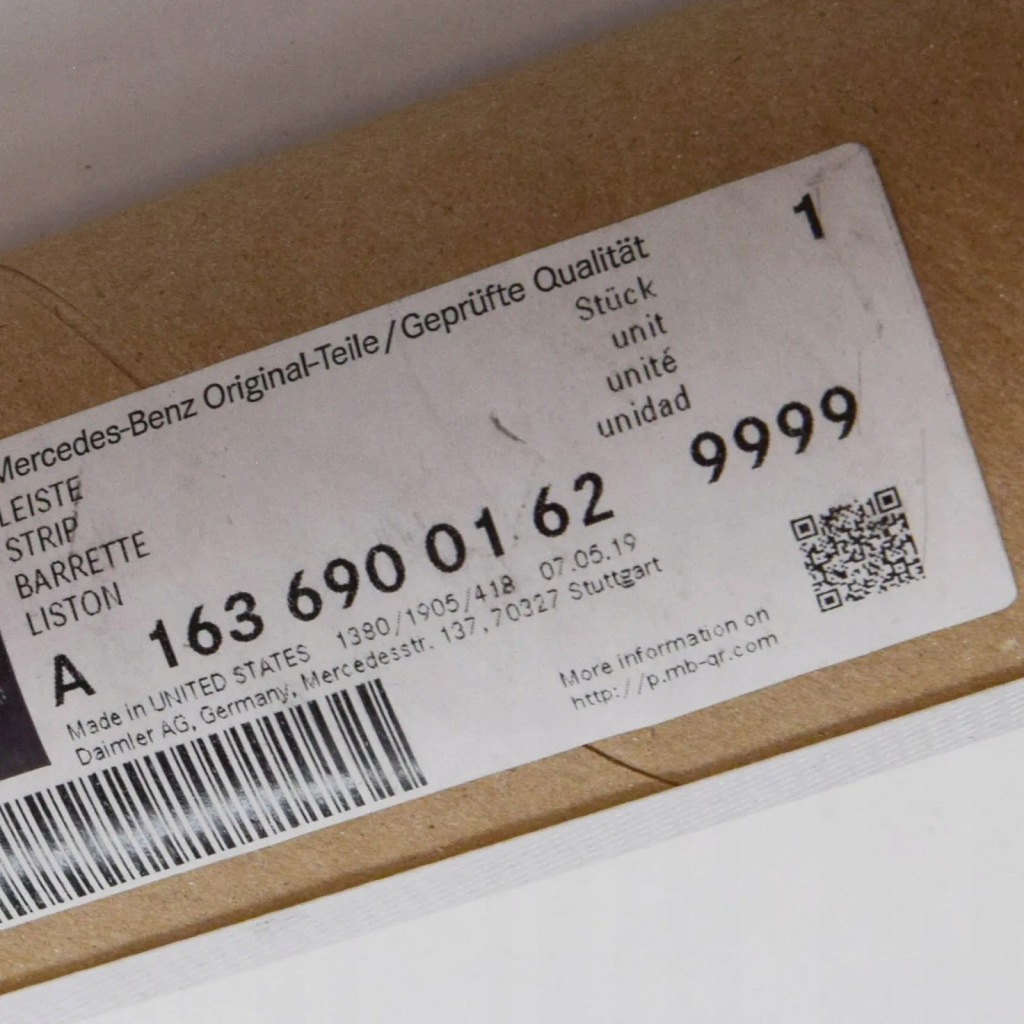 Mercedes-Benz Original-Teile/Geprüfte Qualität
1
Stück
unit
unité
unidad
LEISTE
STRIP
BARRETTE
LISTON
A 163 690 01 62 9999
Made in UNITED STATES 1380/1905/418 07.05.19
Daimler AG, Germany, Mercedesstr. 137, 70327 Stuttgart
More information on
http://p.mb-qr.com